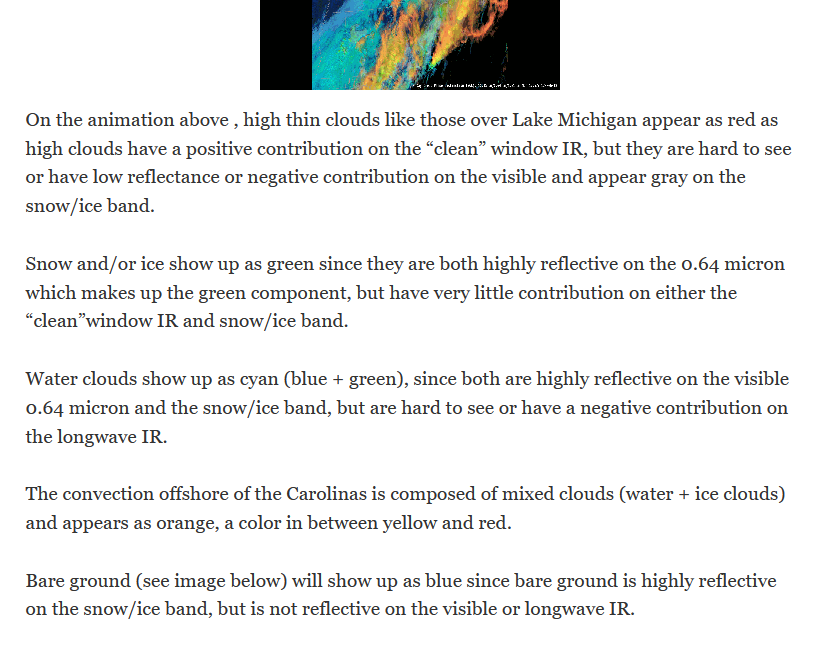 On the animation above , high thin clouds like those over Lake Michigan appear as red as
high clouds have a positive contribution on the “clean” window IR, but they are hard to see
or have low reflectance or negative contribution on the visible and appear gray on the
snow/ice band.
Snow and/or ice show up as green since they are both highly reflective on the 0.64 micron
which makes up the green component, but have very little contribution on either the
“clean”window IR and snow/ice band.
Water clouds show up as cyan (blue + green), since both are highly reflective on the visible
0.64 micron and the snow/ice band, but are hard to see or have a negative contribution on
the longwave IR.
The convection offshore of the Carolinas is composed of mixed clouds (water + ice clouds)
and appears as orange, a color in between yellow and red.
Bare ground (see image below) will show up as blue since bare ground is highly reflective
on the snow/ice band, but is not reflective on the visible or longwave IR.